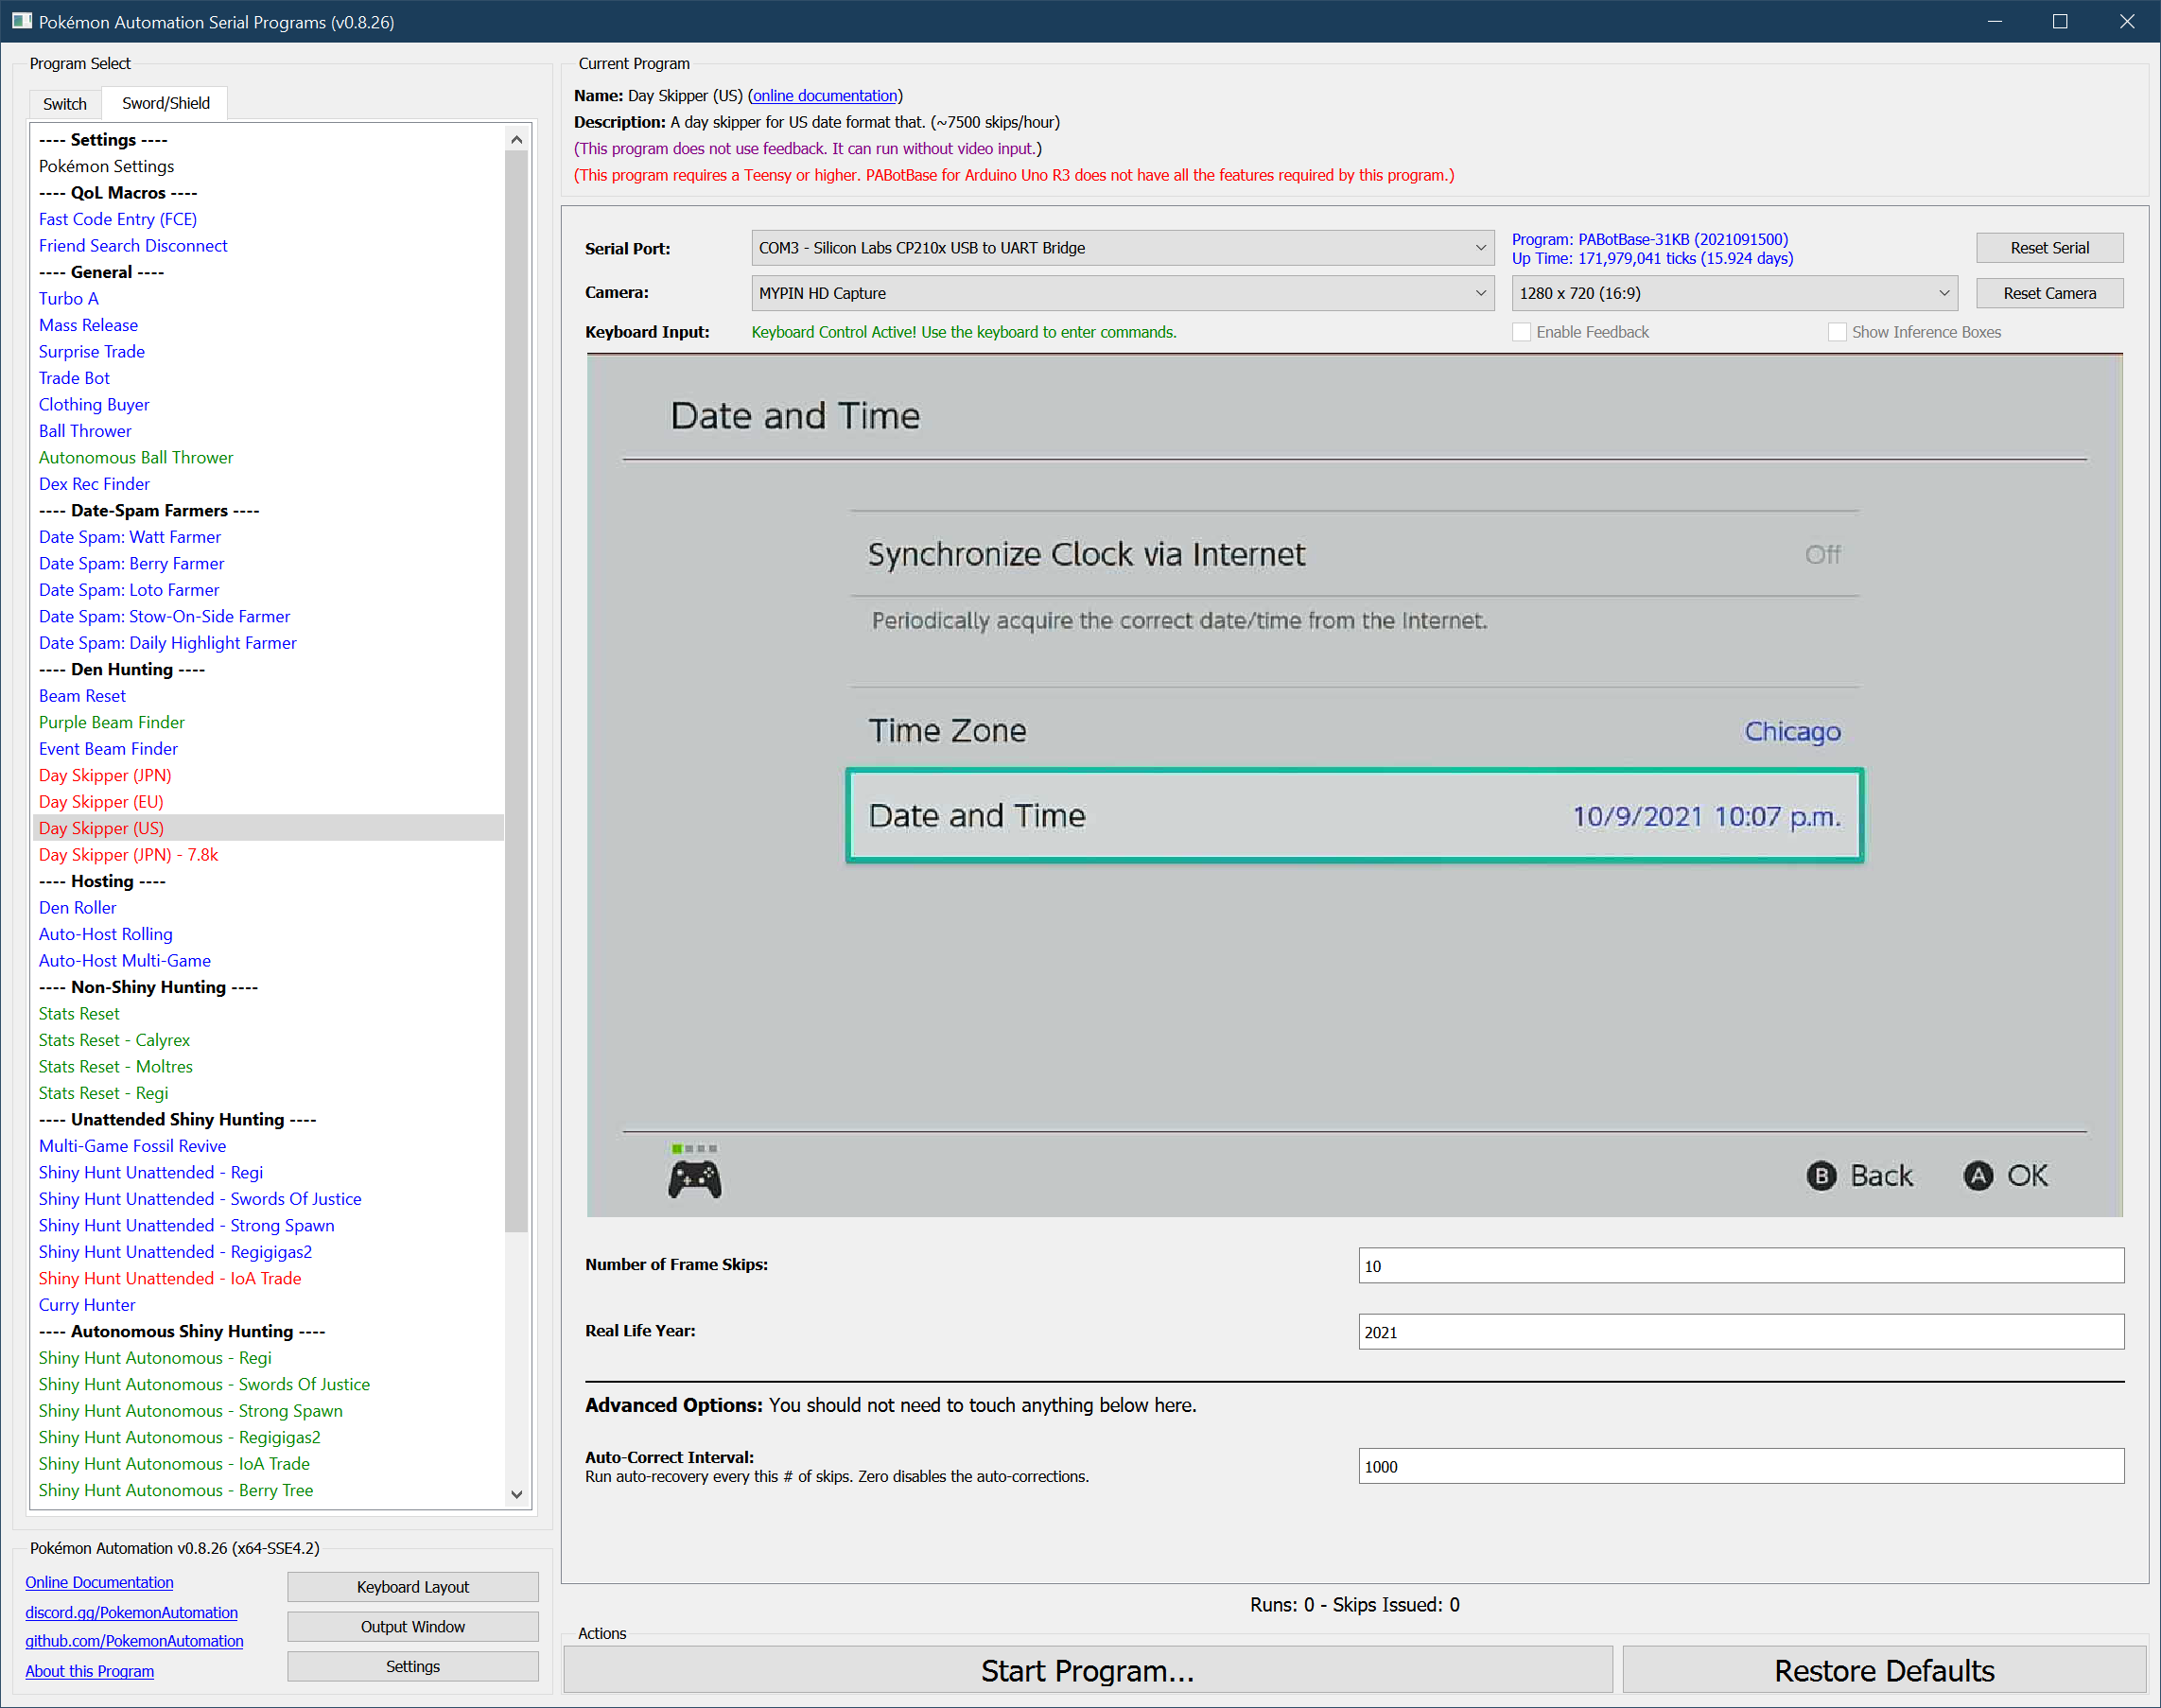 Pokémon Automation Serial Programs (v0.8.26)
Program Select
Switch
Sword/Shield
---- Settings ----
Pokémon Settings
---- QoL Macros ----
Fast Code Entry (FCE)
Friend Search Disconnect
---- General ----
Turbo A
Mass Release
Surprise Trade
Trade Bot
Clothing Buyer
Ball Thrower
Autonomous Ball Thrower
Dex Rec Finder
---- Date-Spam Farmers ----
Date Spam: Watt Farmer
Date Spam: Berry Farmer
Date Spam: Loto Farmer
Date Spam: Stow-On-Side Farmer
Date Spam: Daily Highlight Farmer
---- Den Hunting ----
Beam Reset
Purple Beam Finder
Event Beam Finder
Day Skipper (JPN)
Day Skipper (EU)
Day Skipper (US)
Day Skipper (JPN) - 7.8k
---- Hosting ----
Den Roller
Auto-Host Rolling
Auto-Host Multi-Game
---- Non-Shiny Hunting ----
Stats Reset
Stats Reset - Calyrex
Stats Reset - Moltres
Stats Reset - Regi
---- Unattended Shiny Hunting ----
Multi-Game Fossil Revive
Shiny Hunt Unattended - Regi
Shiny Hunt Unattended - Swords Of Justice
Shiny Hunt Unattended - Strong Spawn
Shiny Hunt Unattended - Regigigas2
Shiny Hunt Unattended - IoA Trade
Curry Hunter
---- Autonomous Shiny Hunting ----
Shiny Hunt Autonomous - Regi
Shiny Hunt Autonomous - Swords Of Justice
Shiny Hunt Autonomous - Strong Spawn
Shiny Hunt Autonomous - Regigigas2
Shiny Hunt Autonomous - IoA Trade
Shiny Hunt Autonomous - Berry Tree
Pokémon Automation v0.8.26 (x64-SSE4.2)
Online Documentation
discord.gg/PokemonAutomation
github.com/PokemonAutomation
About this Program
Keyboard Layout
Output Window
Settings
Current Program
Name: Day Skipper (US) (online documentation)
Description: A day skipper for US date format that. (~7500 skips/hour)
(This program does not use feedback. It can run without video input.)
(This program requires a Teensy or higher. PABotBase for Arduino Uno R3 does not have all the features required by this program.)
Serial Port:
COM3 - Silicon Labs CP210x USB to UART Bridge
Program: PABotBase-31KB (2021091500)
Up Time: 171,979,041 ticks (15.924 days)
Reset Serial
Camera:
MYPIN HD Capture
1280 x 720 (16:9)
Reset Camera
Keyboard Input:
Keyboard Control Active! Use the keyboard to enter commands.
Enable Feedback
Show Inference Boxes
Date and Time
Synchronize Clock via Internet
Off
Periodically acquire the correct date/time from the Internet.
Time Zone
Chicago
Date and Time
10/9/2021 10:07 p.m.
B Back
A OK
Number of Frame Skips:
10
Real Life Year:
2021
Advanced Options: You should not need to touch anything below here.
Auto-Correct Interval:
Run auto-recovery every this # of skips. Zero disables the auto-corrections.
1000
Runs: 0 - Skips Issued: 0
Actions
Start Program...
Restore Defaults